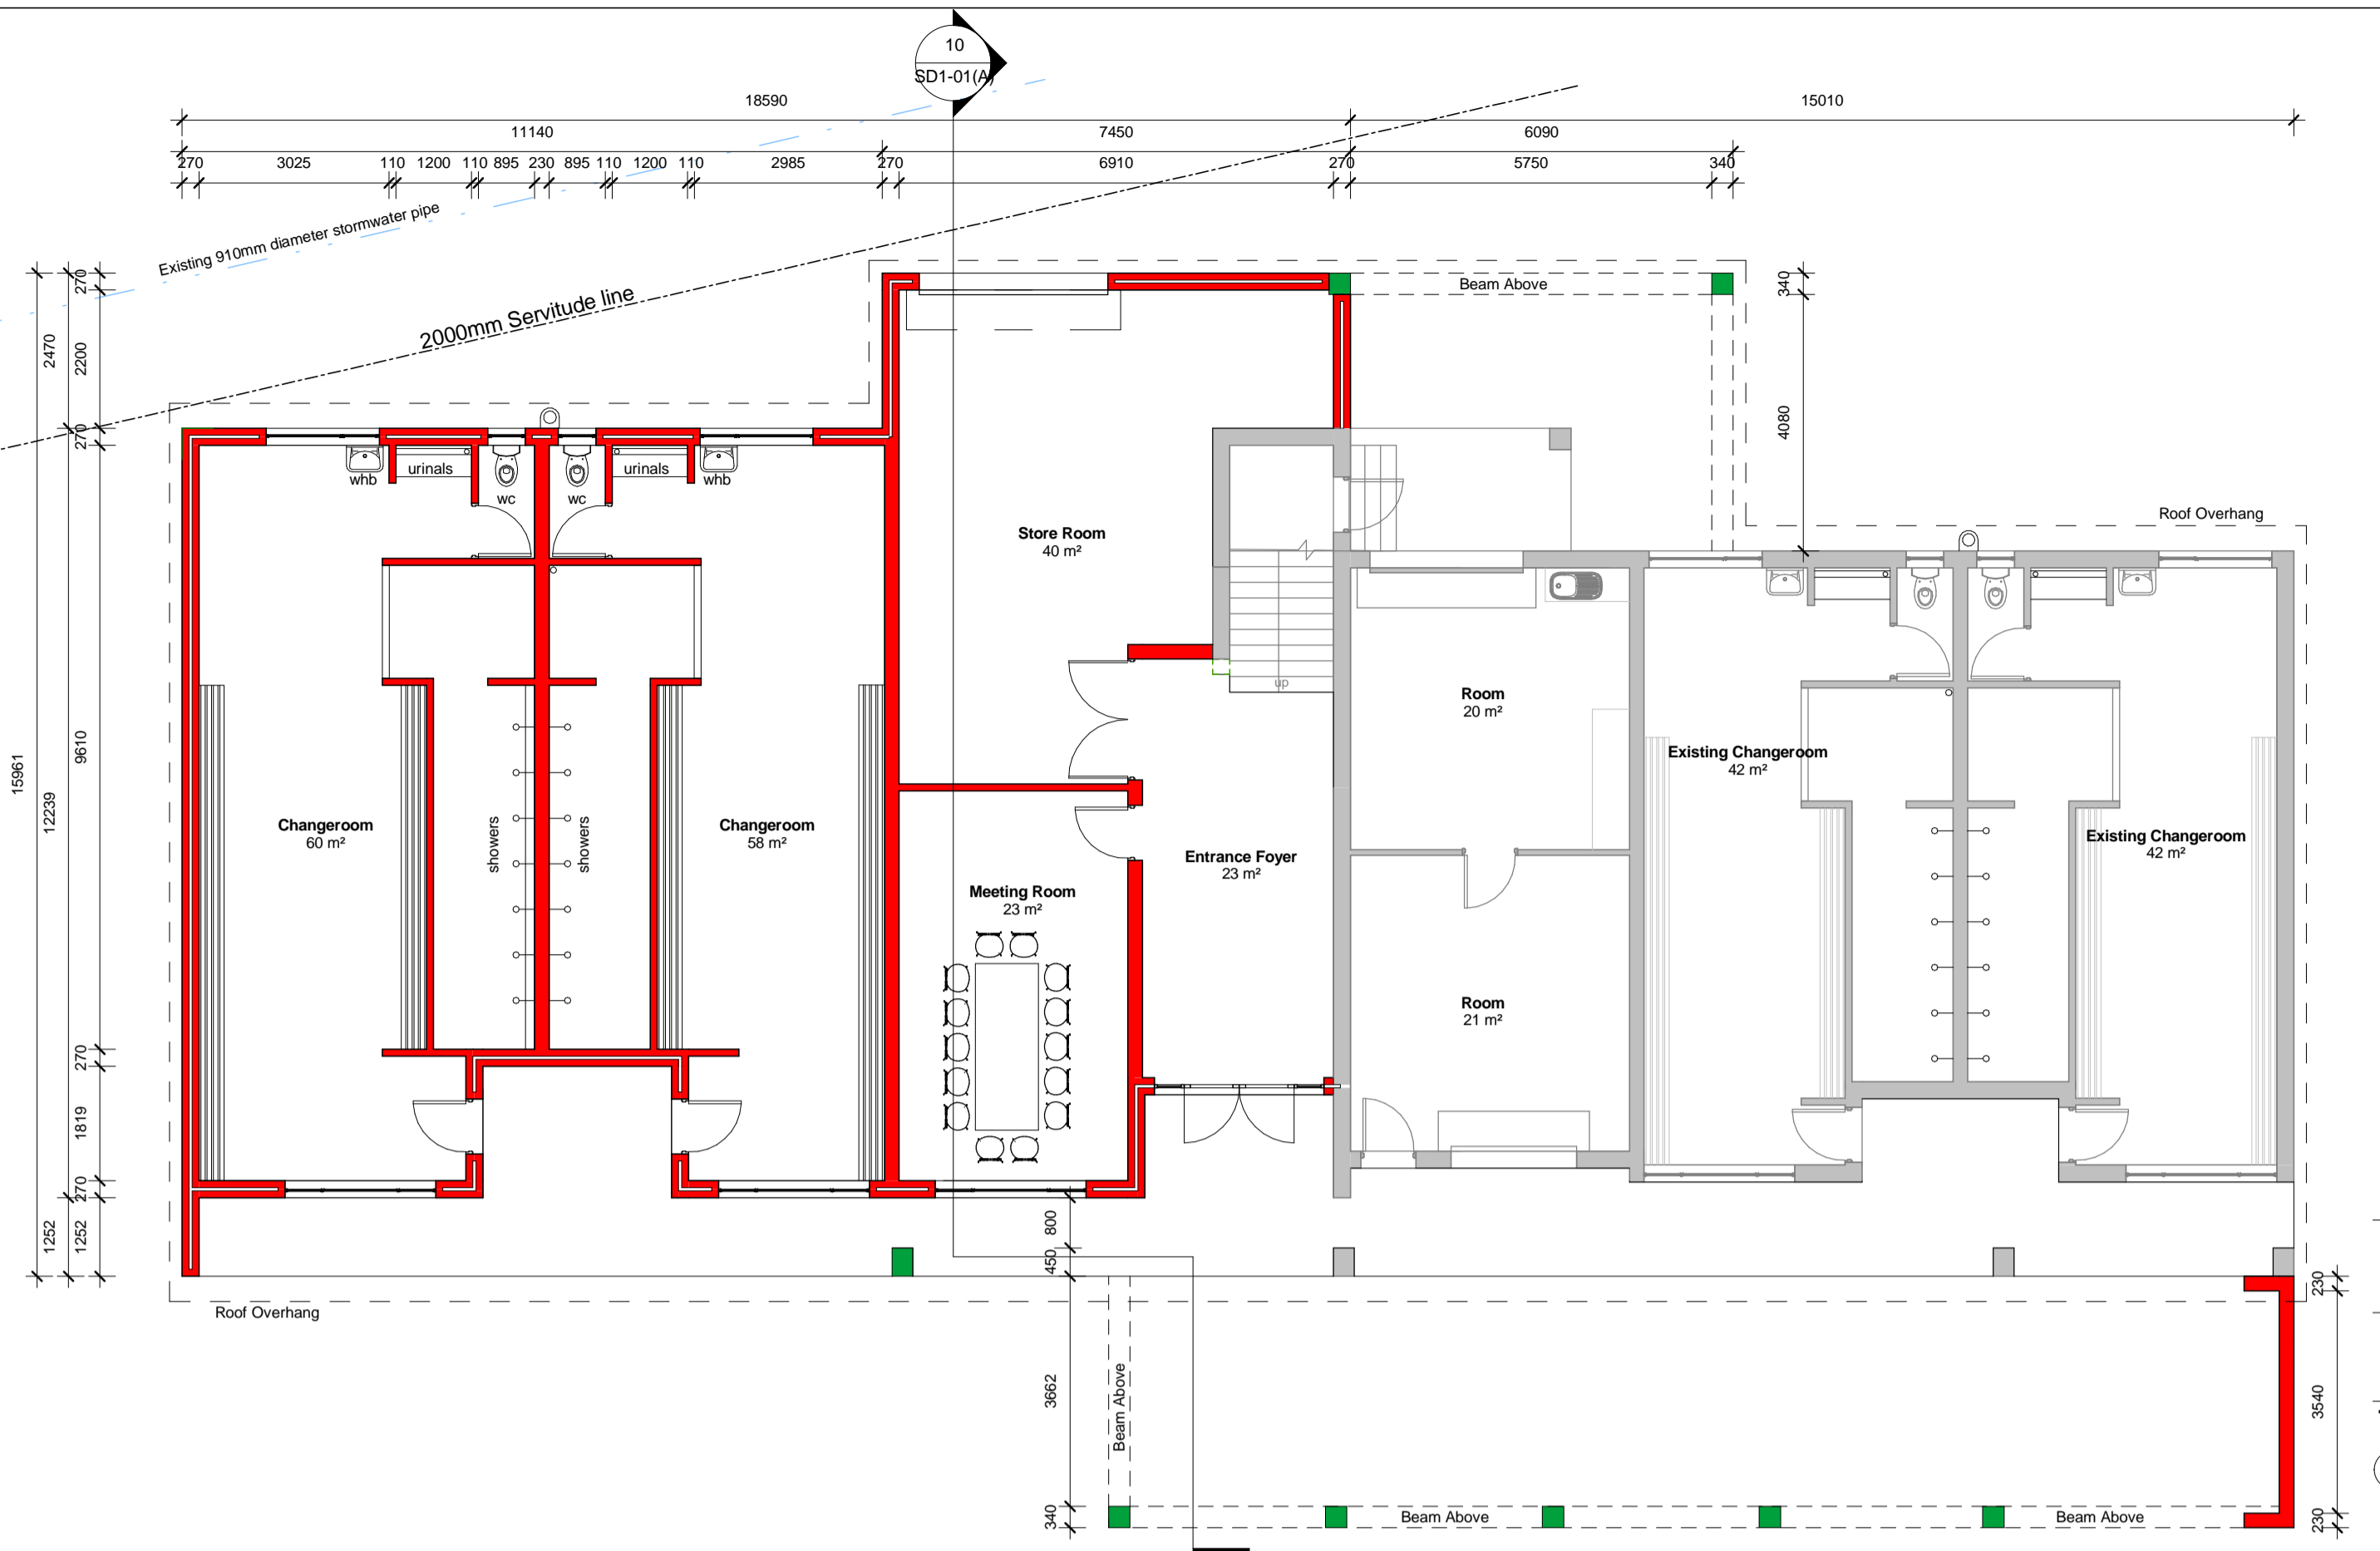 10
SD1-01(A)
18590
15010
11140
7450
6090
270
3025
110
1200
110
895
230
895
110
1200
110
2985
270
6910
270
5750
340
Existing 910mm diameter stormwater pipe
2000mm Servitude line
270
2470
2200
270
15961
12239
9610
270
1819
270
1252
1252
Beam Above
340
4080
Roof Overhang
whb
urinals
wc
wc
urinals
whb
Store Room
40 m²
up
Room
20 m²
Existing Changeroom
42 m²
Changeroom
60 m²
showers
showers
Changeroom
58 m²
Existing Changeroom
42 m²
Entrance Foyer
23 m²
Meeting Room
23 m²
Room
21 m²
800
450
Roof Overhang
3662
Beam Above
340
Beam Above
Beam Above
230
3540
230